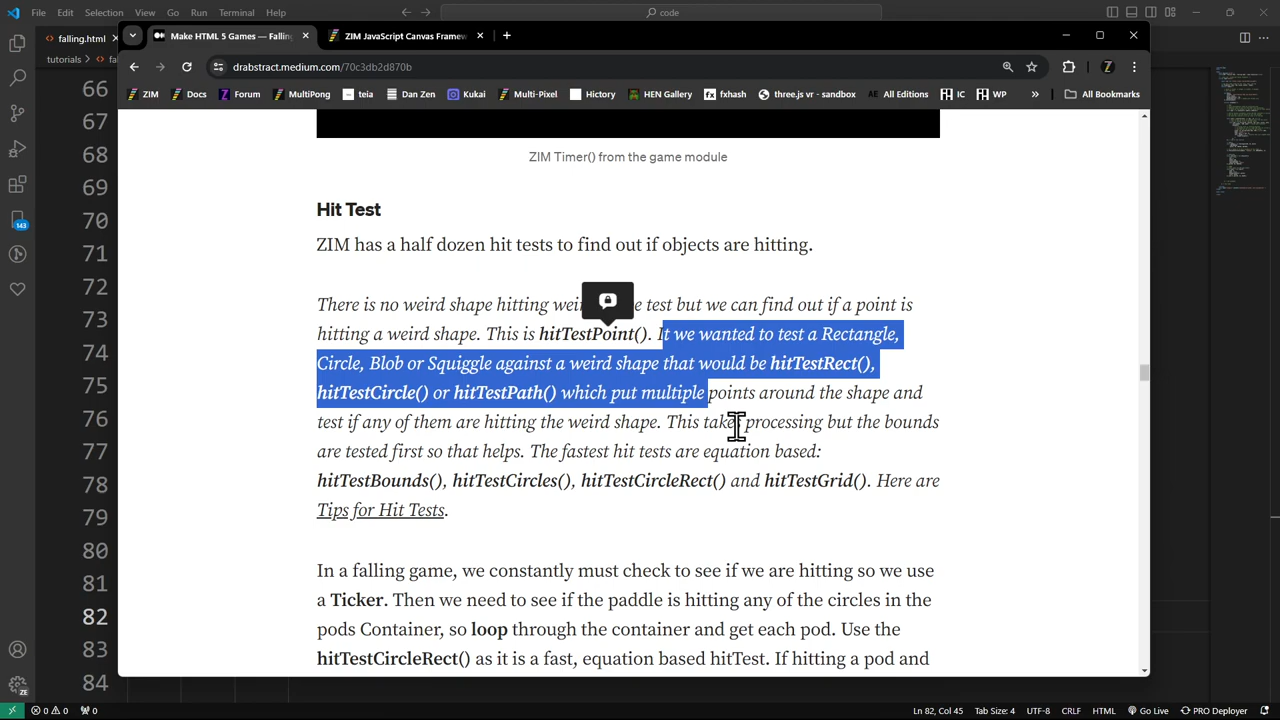 File Edit Selection View Go Run Terminal Help
code
falling.html
tutorials
fa
Make HTML 5 Games — Fallin
ZIM JavaScript Canvas Framew
drabstract.medium.com/70c3db2d870b
ZIM Docs Forum MultiPong teia Dan Zen Kukai Multi-Pixel Hictory HEN Gallery fxhash three.js vr - sandbox All Editions IC WP » All Bookmarks
ZIM Timer() from the game module
Hit Test
ZIM has a half dozen hit tests to find out if objects are hitting.
There is no weird shape hitting wei e test but we can find out if a point is
hitting a weird shape. This is hitTestPoint(). It we wanted to test a Rectangle,
Circle, Blob or Squiggle against a weird shape that would be hitTestRect(),
hitTestCircle() or hitTestPath() which put multiple points around the shape and
test if any of them are hitting the weird shape. This takes processing but the bounds
are tested first so that helps. The fastest hit tests are equation based:
hitTestBounds(), hitTestCircles(), hitTestCircleRect() and hitTestGrid(). Here are
Tips for Hit Tests.
In a falling game, we constantly must check to see if we are hitting so we use
a Ticker. Then we need to see if the paddle is hitting any of the circles in the
pods Container, so loop through the container and get each pod. Use the
hitTestCircleRect() as it is a fast, equation based hitTest. If hitting a pod and
66
67
68
69
70
71
72
73
74
75
76
77
78
79
80
81
82
83
84
143
ZE
0 0 0
Ln 82, Col 45 Tab Size: 4 UTF-8 CRLF HTML Go Live PRO Deployer